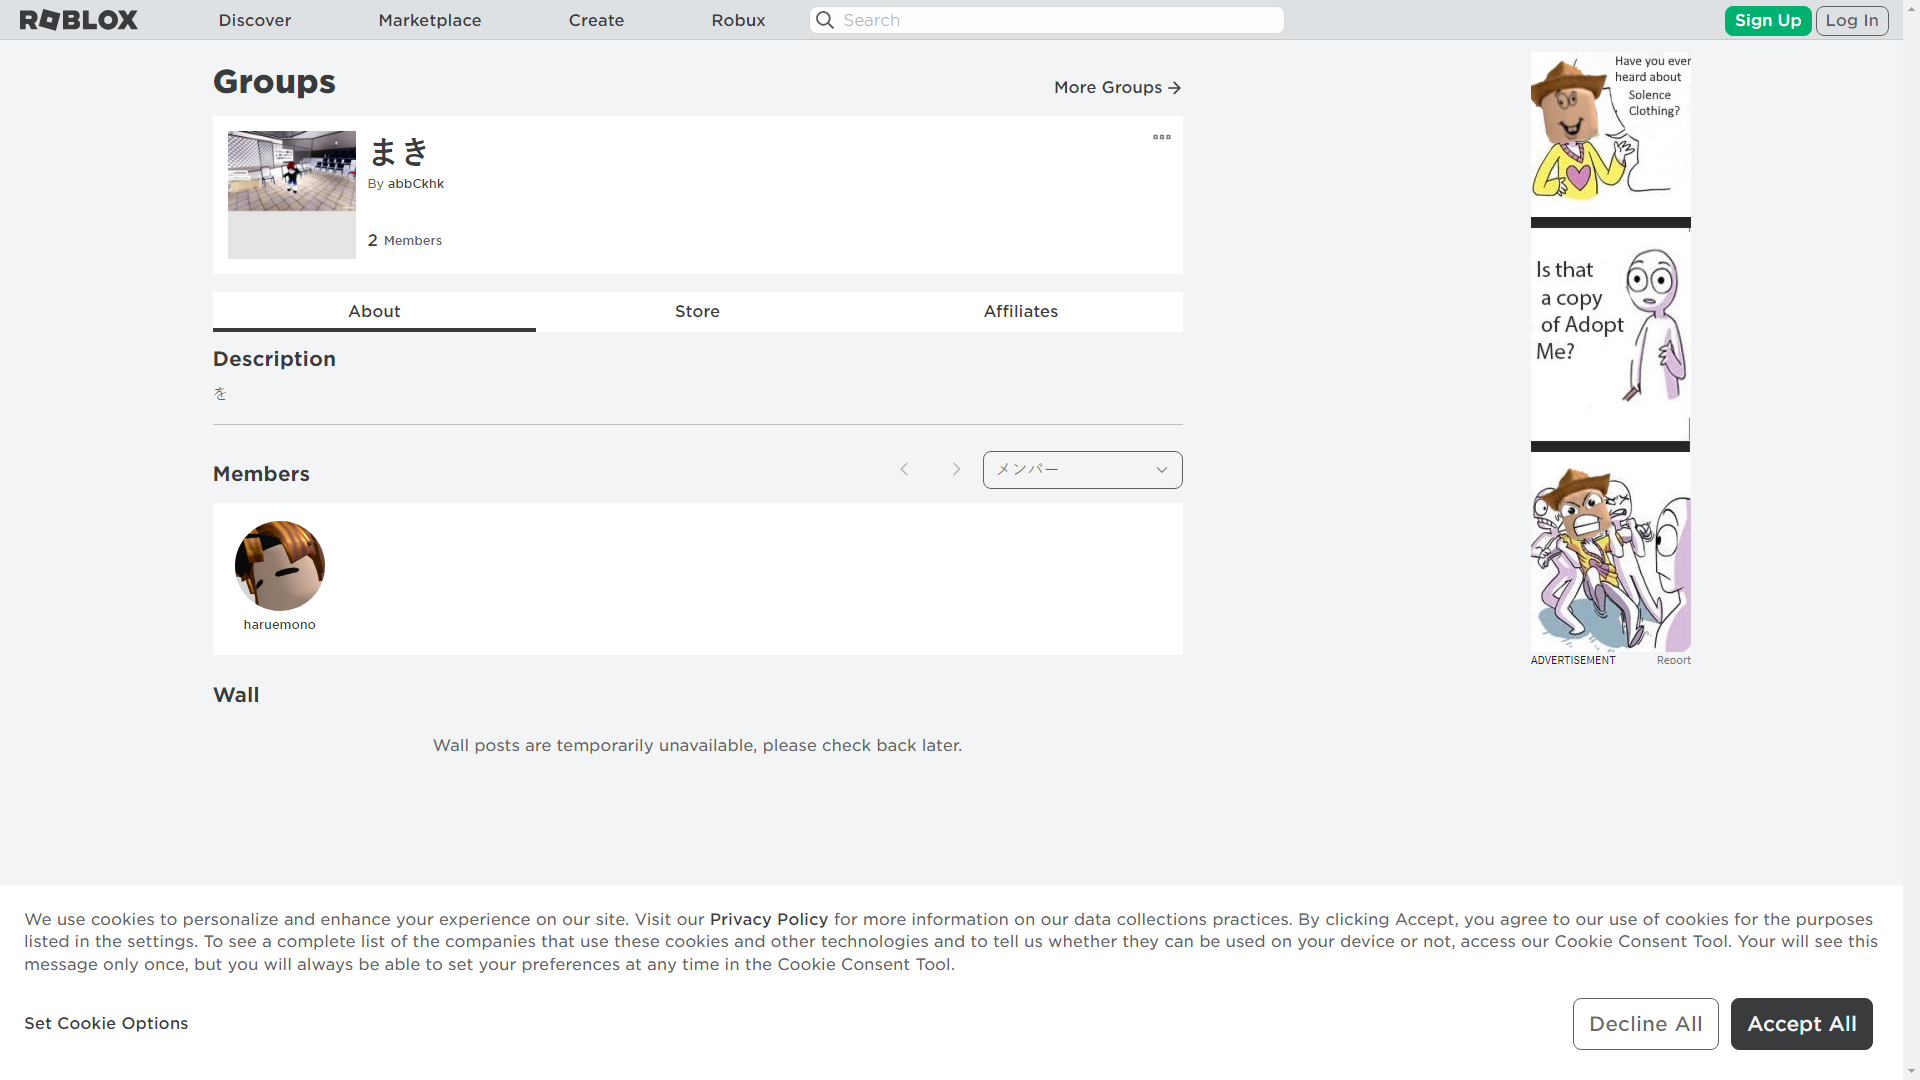 ROBLOX
Discover
Marketplace
Create
Robux
Search
Sign Up
Log In
Groups
More Groups
まき
By abbCkhk
2 Members
About
Store
Affiliates
Description
を
Members
メンバー
haruemono
Wall
Wall posts are temporarily unavailable, please check back later.
Have you ever
heard about
Solence
Clothing?
Is that
a copy
of Adopt
Me?
ADVERTISEMENT
Report
We use cookies to personalize and enhance your experience on our site. Visit our Privacy Policy for more information on our data collections practices. By clicking Accept, you agree to our use of cookies for the purposes
listed in the settings. To see a complete list of the companies that use these cookies and other technologies and to tell us whether they can be used on your device or not, access our Cookie Consent Tool. Your will see this
message only once, but you will always be able to set your preferences at any time in the Cookie Consent Tool.
Set Cookie Options
Decline All
Accept All